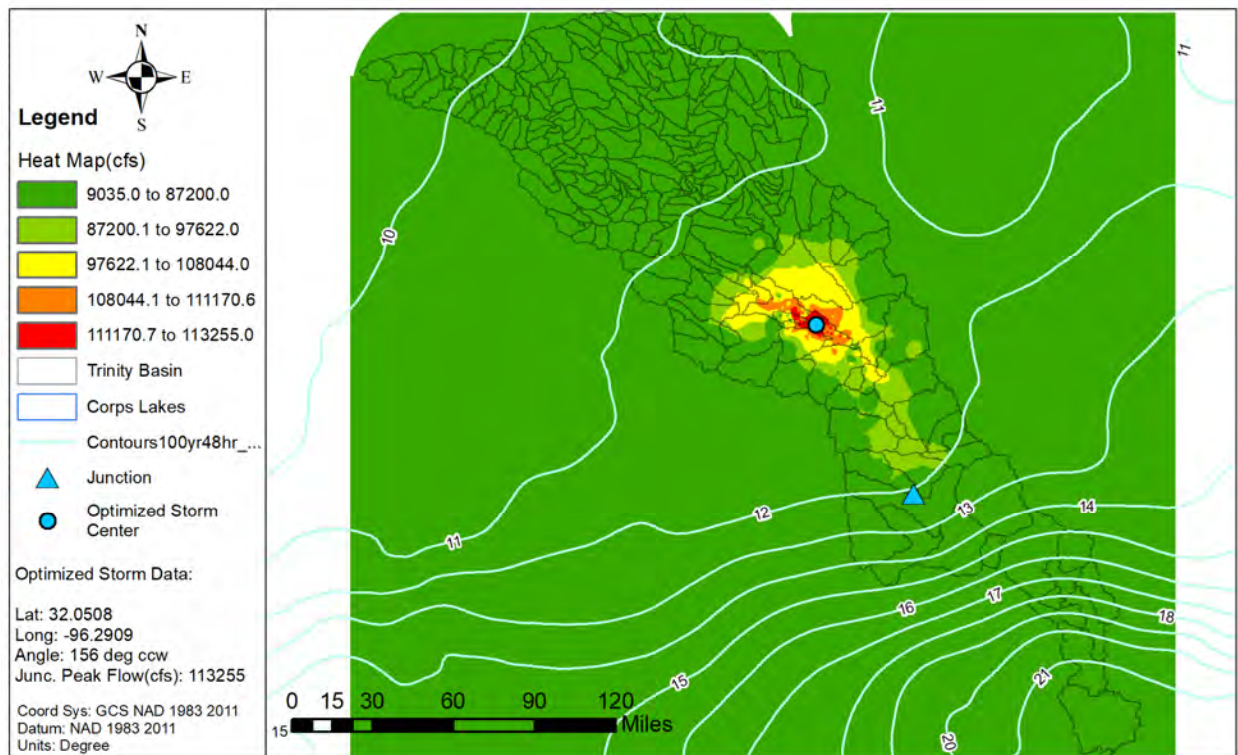 N
W E
S
Legend
Heat Map(cfs)
9035.0 to 87200.0
87200.1 to 97622.0
97622.1 to 108044.0
108044.1 to 111170.6
111170.7 to 113255.0
Trinity Basin
Corps Lakes
Contours100yr48hr_...
Junction
Optimized Storm
Center
Optimized Storm Data:
Lat: 32.0508
Long: -96.2909
Angle: 156 deg ccw
Junc. Peak Flow(cfs): 113255
Coord Sys: GCS NAD 1983 2011
Datum: NAD 1983 2011
Units: Degree
11
11
10
11
12
13
14
16
17
18
15
21
20
0 15 30 60 90 120
Miles
15